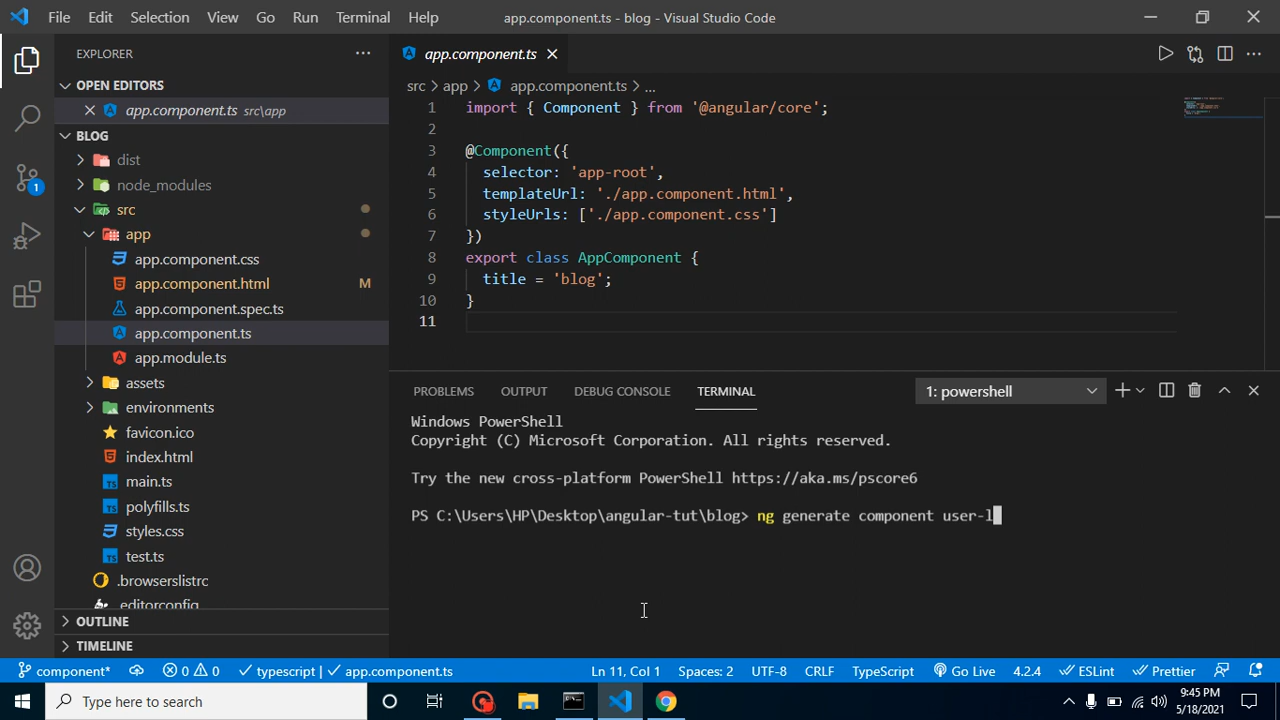 File Edit Selection View Go Run Terminal Help
app.component.ts - blog - Visual Studio Code
EXPLORER
OPEN EDITORS
app.component.ts src\app
BLOG
dist
node_modules
src
app
app.component.css
app.component.html M
app.component.spec.ts
app.component.ts
app.module.ts
assets
environments
favicon.ico
index.html
main.ts
polyfills.ts
styles.css
test.ts
.browserslistrc
.editorconfig
OUTLINE
TIMELINE
1
app.component.ts
src > app > app.component.ts > ...
1 import { Component } from '@angular/core';
2
3 @Component({
4 selector: 'app-root',
5 templateUrl: './app.component.html',
6 styleUrls: ['./app.component.css']
7 })
8 export class AppComponent {
9 title = 'blog';
10 }
11
PROBLEMS OUTPUT DEBUG CONSOLE TERMINAL 1: powershell
Windows PowerShell
Copyright (C) Microsoft Corporation. All rights reserved.
Try the new cross-platform PowerShell https://aka.ms/pscore6
PS C:\Users\HP\Desktop\angular-tut\blog> ng generate component user-l
component* 0 0 typescript | app.component.ts Ln 11, Col 1 Spaces: 2 UTF-8 CRLF TypeScript Go Live 4.2.4 ESLint Prettier
Type here to search
9:45 PM
5/18/2021